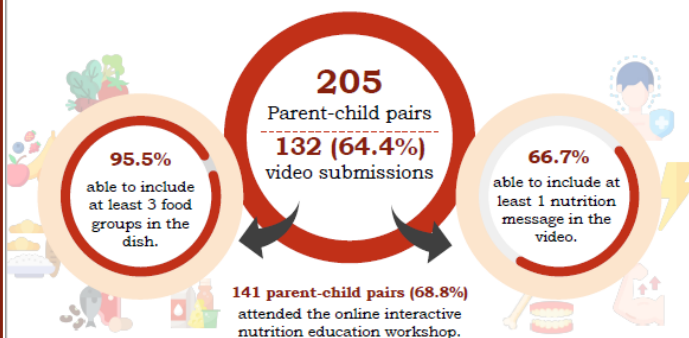 205
Parent-child pairs
132 (64.4%)
video submissions
95.5%
able to include
at least 3 food
groups in the
dish.
66.7%
able to include at
least 1 nutrition
message in the
video.
141 parent-child pairs (68.8%)
attended the online interactive
nutrition education workshop.